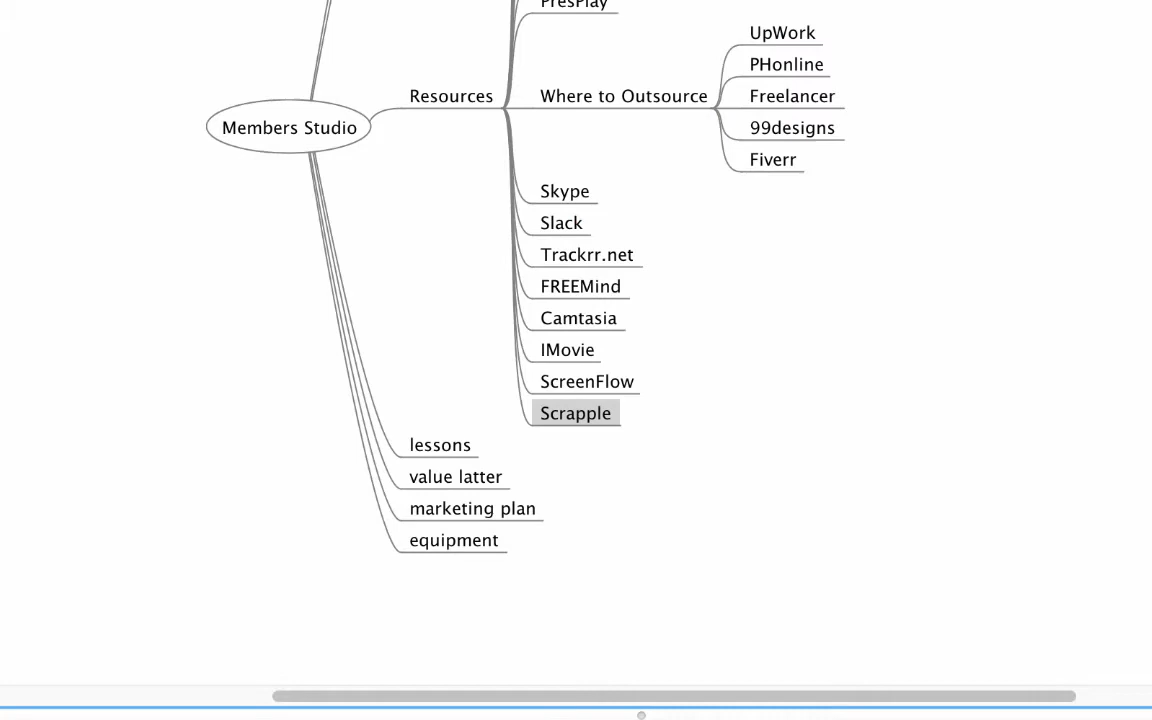 PresPlay
UpWork
PHonline
Resources
Where to Outsource
Freelancer
Members Studio
99designs
Fiverr
Skype
Slack
Trackrr.net
FREEMind
Camtasia
IMovie
ScreenFlow
Scrapple
lessons
value latter
marketing plan
equipment